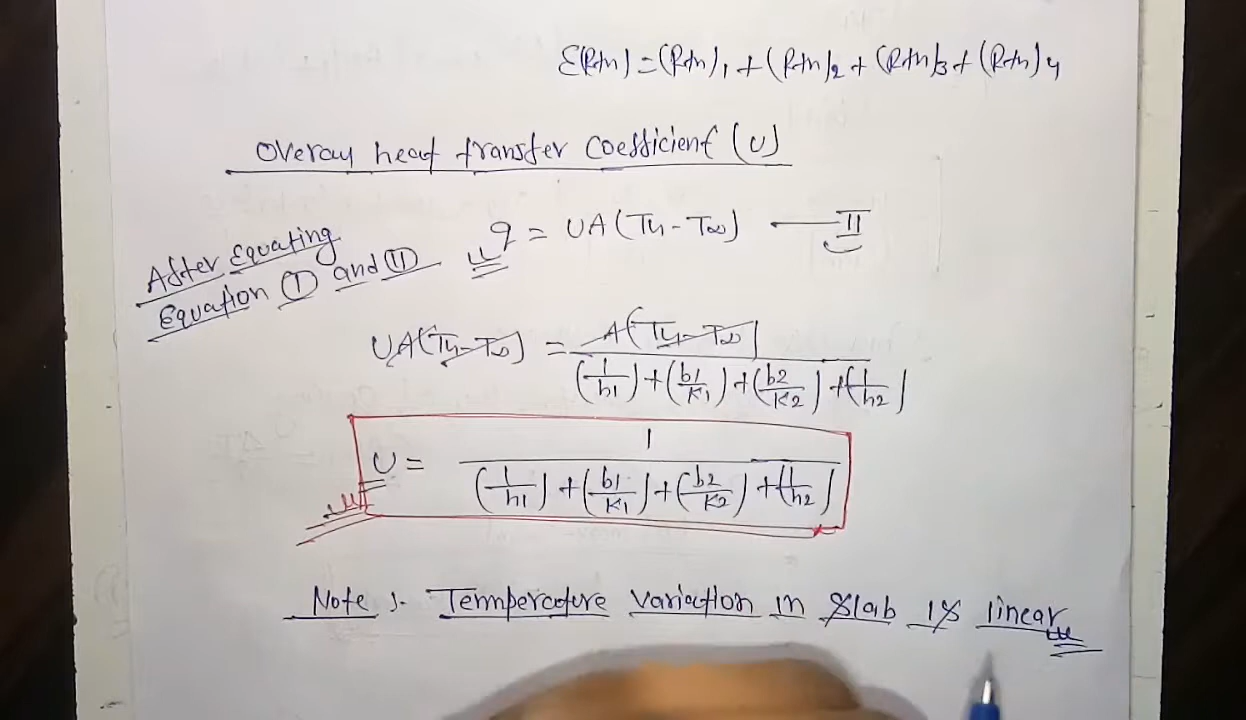 Σ(Rth) = (Rth)1 + (Rth)2 + (Rth)3 + (Rth)4
Overall heat transfer coefficient (U)
After Equating
Equation (I) and (II)
q = UA(T4 - T∞) — II
UA(T4 - T∞) = A(T4 - T∞) / (1/h1) + (b1/K1) + (b2/K2) + (1/h2)
U = 1 / (1/h1) + (b1/K1) + (b2/K2) + (1/h2)
Note :- Temperature variation in slab is linear